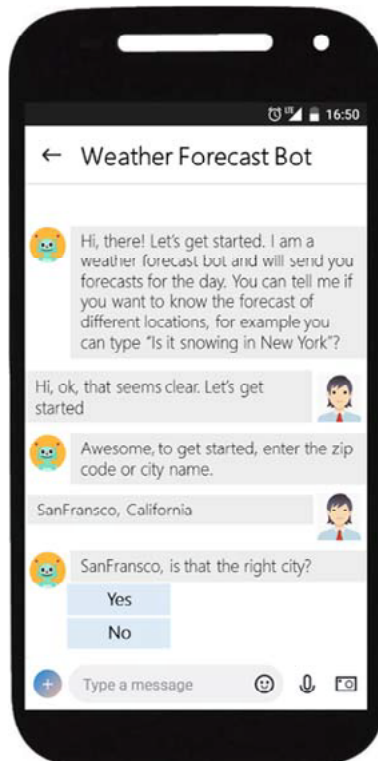 LTE 16:50
← Weather Forecast Bot
Hi, there! Let's get started. I am a
weather forecast bot and will send you
forecasts for the day. You can tell me if
you want to know the forecast of
different locations, for example you
can type “Is it snowing in New York”?
Hi, ok, that seems clear. Let's get
started
Awesome, to get started, enter the zip
code or city name.
SanFransco, California
SanFransco, is that the right city?
Yes
No
Type a message